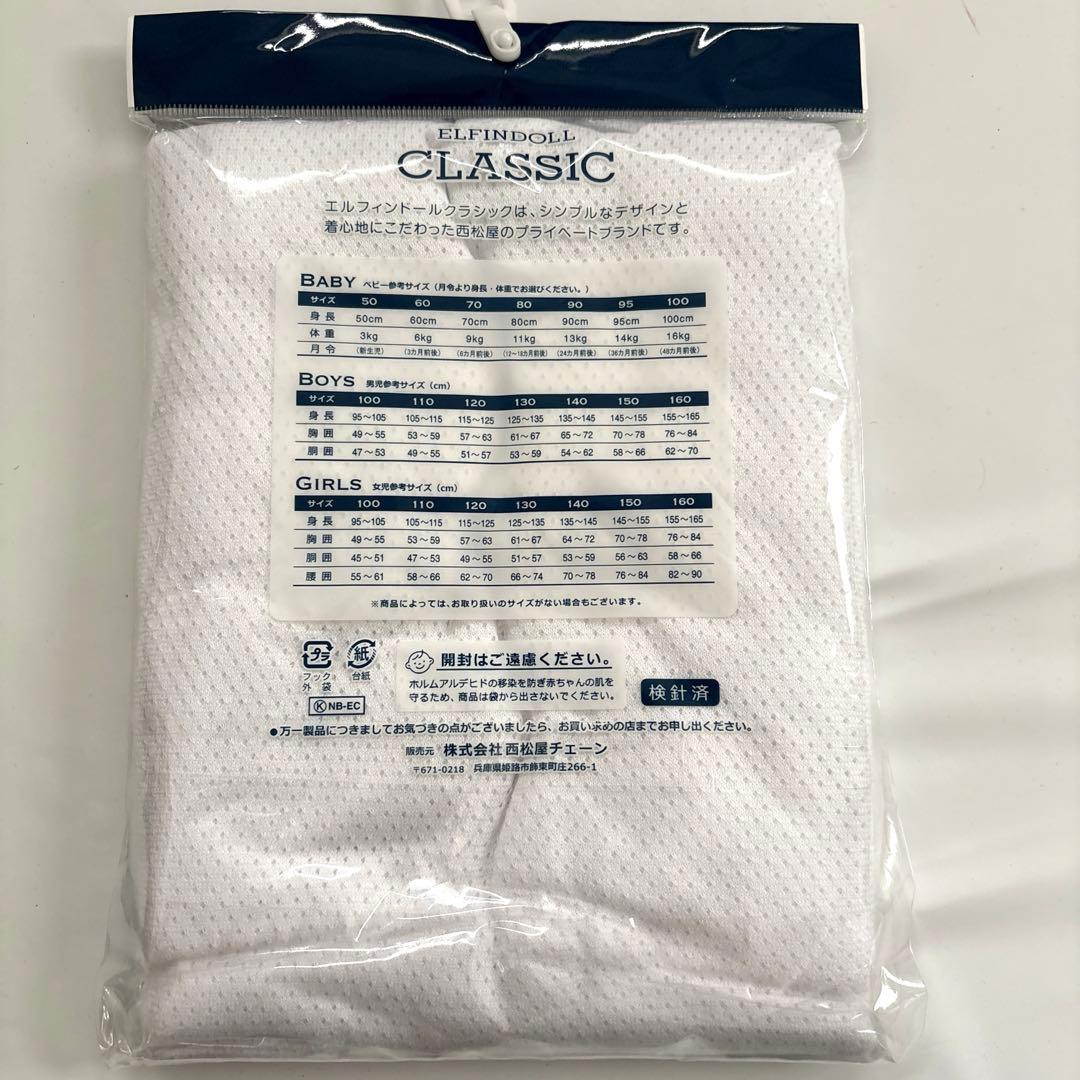 ELFINDOLL
CLASSIC
エルフィンドールクラシックは、シンプルなデザインと
着心地にこだわった西松屋のプライベートブランドです。
BABY ベビー参考サイズ（月令より身長・体重でお選びください。）
サイズ 50 60 70 80 90 95 100
身長 50cm 60cm 70cm 80cm 90cm 95cm 100cm
体重 3kg 6kg 9kg 11kg 13kg 14kg 16kg
月令 （新生児） （3カ月前後） （6カ月前後） （12〜18カ月前後） （24カ月前後） （36カ月前後） （48カ月前後）
BOYS 男児参考サイズ（cm）
サイズ 100 110 120 130 140 150 160
身長 95〜105 105〜115 115〜125 125〜135 135〜145 145〜155 155〜165
胸囲 49〜55 53〜59 57〜63 61〜67 65〜72 70〜78 76〜84
胴囲 47〜53 49〜55 51〜57 53〜59 54〜62 58〜66 62〜70
GIRLS 女児参考サイズ（cm）
サイズ 100 110 120 130 140 150 160
身長 95〜105 105〜115 115〜125 125〜135 135〜145 145〜155 155〜165
胸囲 49〜55 53〜59 57〜63 61〜67 64〜72 70〜78 76〜84
胴囲 45〜51 47〜53 49〜55 51〜57 53〜59 56〜63 58〜66
腰囲 55〜61 58〜66 62〜70 66〜74 70〜78 76〜84 82〜90
※商品によっては、お取り扱いのサイズがない場合もございます。
プラ 紙
フック 台紙
外袋
Ⓚ NB-EC
開封はご遠慮ください。
ホルムアルデヒドの移染を防ぎ赤ちゃんの肌を
守るため、商品は袋から出さないでください。
検針済
●万一製品につきましてお気づきの点がございましたら、お買い求めの店までお申し出ください。
販売元 株式会社 西松屋チェーン
〒671-0218 兵庫県姫路市飾東町庄266-1